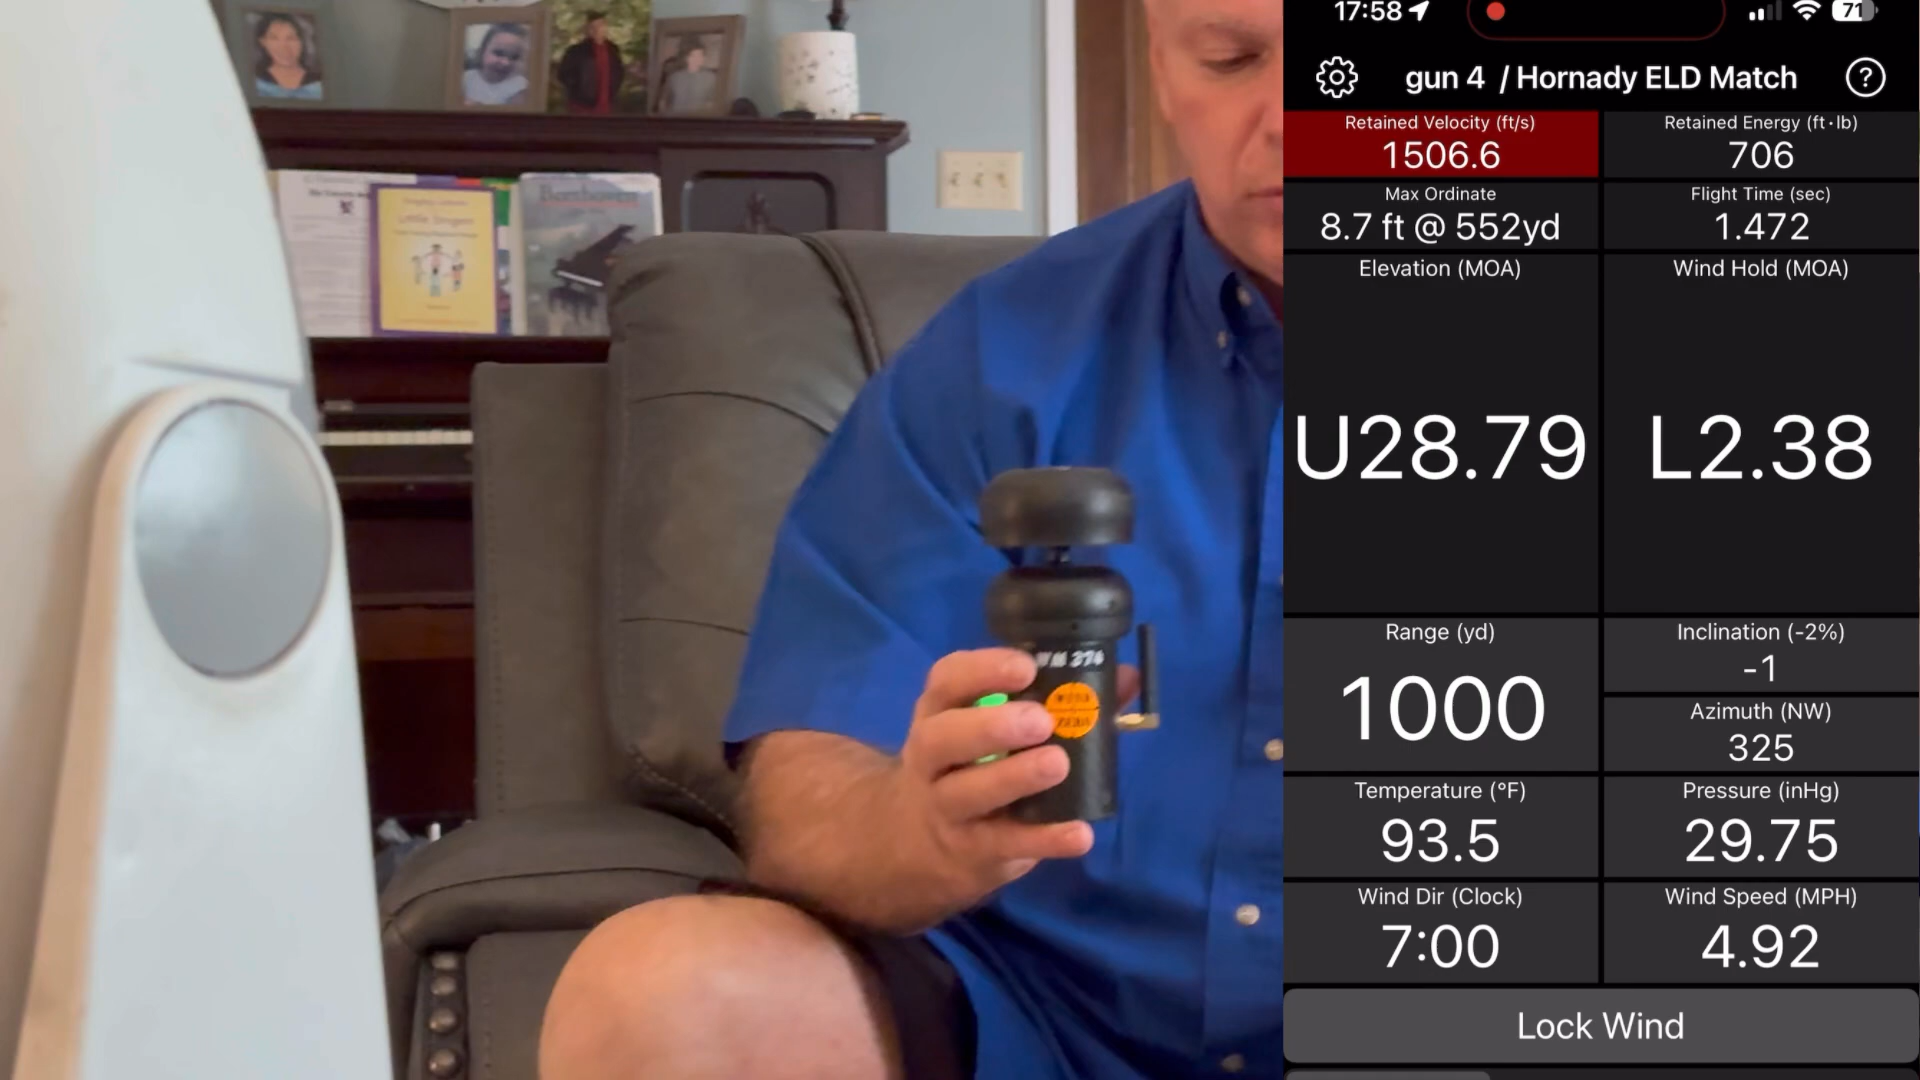 Beethoven
WM 374
17:58
71
gun 4 / Hornady ELD Match
?
Retained Velocity (ft/s)
1506.6
Retained Energy (ft·lb)
706
Max Ordinate
8.7 ft @ 552yd
Flight Time (sec)
1.472
Elevation (MOA)
U28.79
Wind Hold (MOA)
L2.38
Range (yd)
1000
Inclination (-2%)
-1
Azimuth (NW)
325
Temperature (°F)
93.5
Pressure (inHg)
29.75
Wind Dir (Clock)
7:00
Wind Speed (MPH)
4.92
Lock Wind